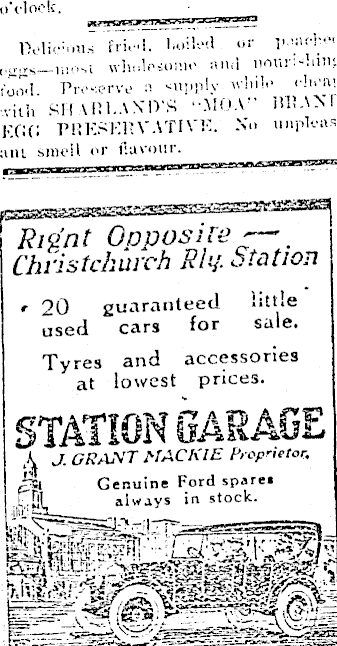 o'clock.
Delicious fried, boiled or poached
eggs—most wholesome and nourishing
food. Preserve a supply while cheap
with SHARLAND'S "MOA" BRAND
EGG PRESERVATIVE. No unpleas-
ant smell or flavour.
Right Opposite —
Christchurch Rly. Station
20 guaranteed little
used cars for sale.
Tyres and accessories
at lowest prices.
STATION GARAGE
J. GRANT MACKIE Proprietor.
Genuine Ford spares
always in stock.